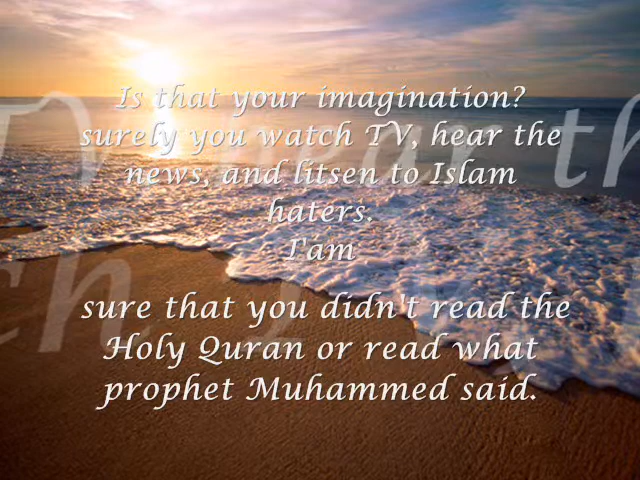 Is that your imagination?
surely you watch TV, hear the
news, and litsen to Islam
haters.
I'am
sure that you didn't read the
Holy Quran or read what
prophet Muhammed said.